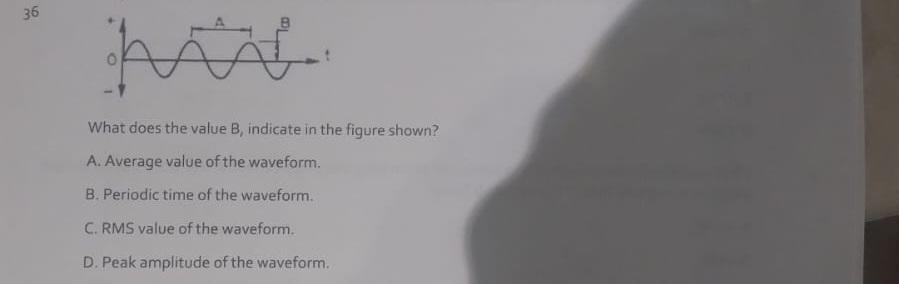 36
+ A B
0 t
-
What does the value B, indicate in the figure shown?
A. Average value of the waveform.
B. Periodic time of the waveform.
C. RMS value of the waveform.
D. Peak amplitude of the waveform.